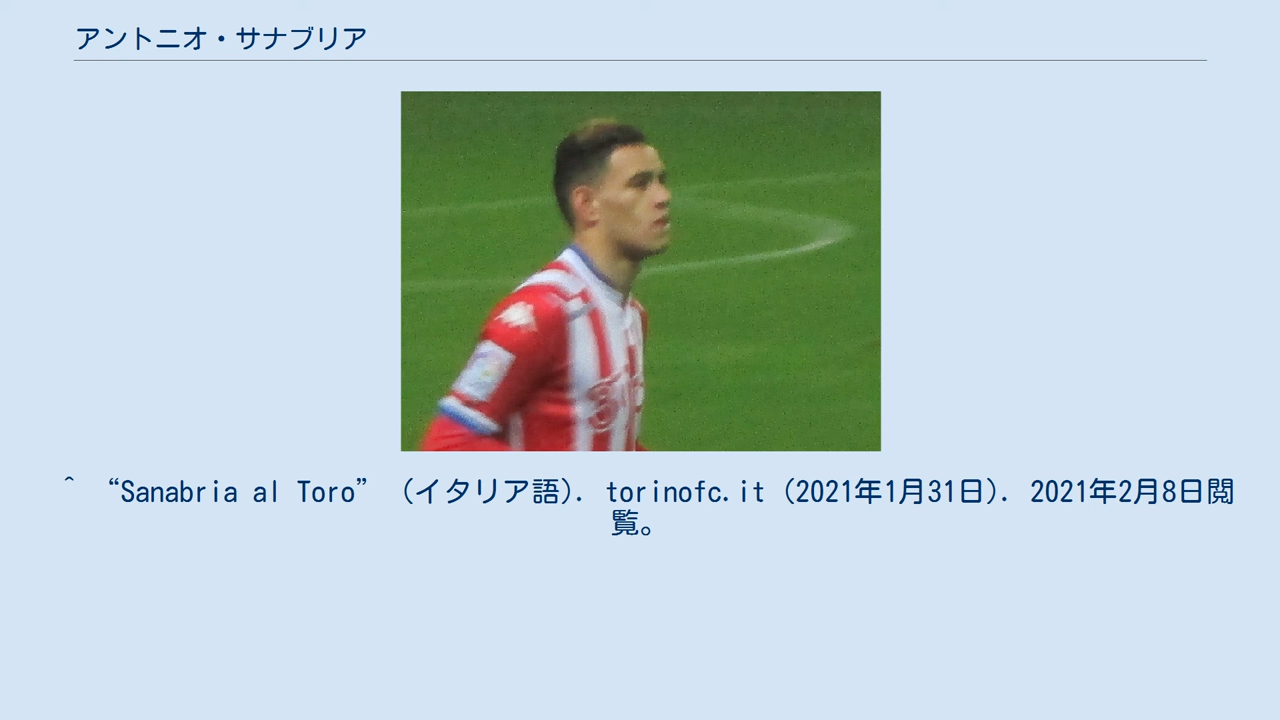 アントニオ・サナブリア
^ “Sanabria al Toro” (イタリア語). torinofc.it (2021年1月31日). 2021年2月8日閲
覧。